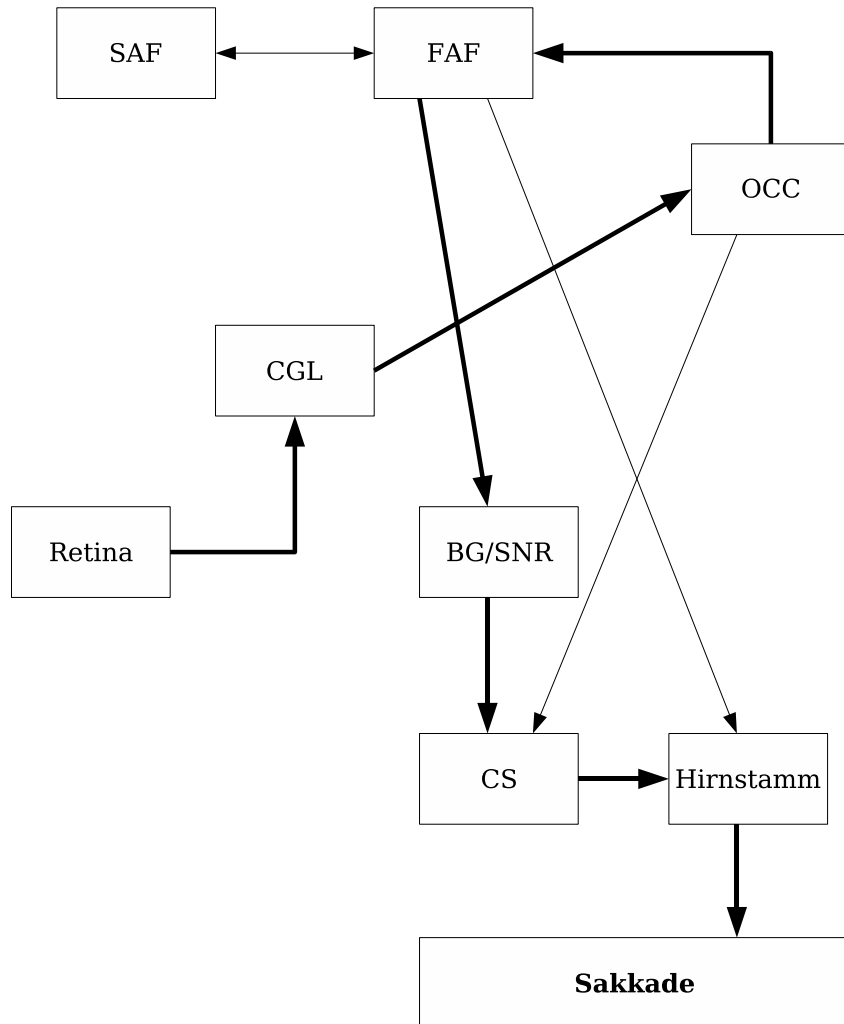 SAF
FAF
OCC
CGL
Retina
BG/SNR
CS
Hirnstamm
Sakkade